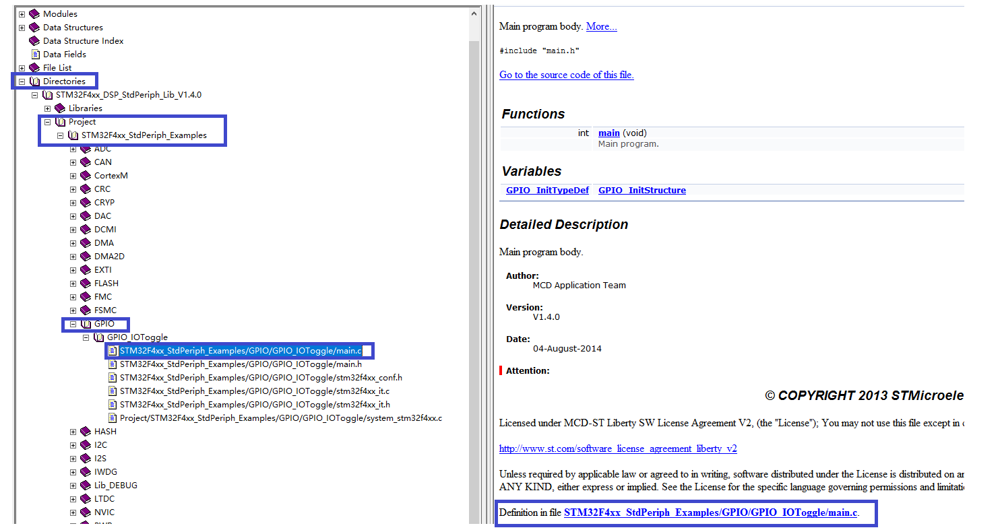 Modules
Data Structures
Data Structure Index
Data Fields
File List
Directories
STM32F4xx_DSP_StdPeriph_Lib_V1.4.0
Libraries
Project
STM32F4xx_StdPeriph_Examples
ADC
CAN
CortexM
CRC
CRYP
DAC
DCMI
DMA
DMA2D
EXTI
FLASH
FMC
FSMC
GPIO
GPIO_IOToggle
STM32F4xx_StdPeriph_Examples/GPIO/GPIO_IOToggle/main.c
STM32F4xx_StdPeriph_Examples/GPIO/GPIO_IOToggle/main.h
STM32F4xx_StdPeriph_Examples/GPIO/GPIO_IOToggle/stm32f4xx_conf.h
STM32F4xx_StdPeriph_Examples/GPIO/GPIO_IOToggle/stm32f4xx_it.c
STM32F4xx_StdPeriph_Examples/GPIO/GPIO_IOToggle/stm32f4xx_it.h
Project/STM32F4xx_StdPeriph_Examples/GPIO/GPIO_IOToggle/system_stm32f4xx.c
HASH
I2C
I2S
IWDG
Lib_DEBUG
LTDC
NVIC
Main program body. More...
#include "main.h"
Go to the source code of this file.
Functions
int main (void)
Main program.
Variables
GPIO_InitTypeDef GPIO_InitStructure
Detailed Description
Main program body.
Author:
MCD Application Team
Version:
V1.4.0
Date:
04-August-2014
Attention:
© COPYRIGHT 2013 STMicroele
Licensed under MCD-ST Liberty SW License Agreement V2, (the "License"); You may not use this file except in c
http://www.st.com/software_license_agreement_liberty_v2
Unless required by applicable law or agreed to in writing, software distributed under the License is distributed on an
ANY KIND, either express or implied. See the License for the specific language governing permissions and limitati
Definition in file STM32F4xx_StdPeriph_Examples/GPIO/GPIO_IOToggle/main.c.